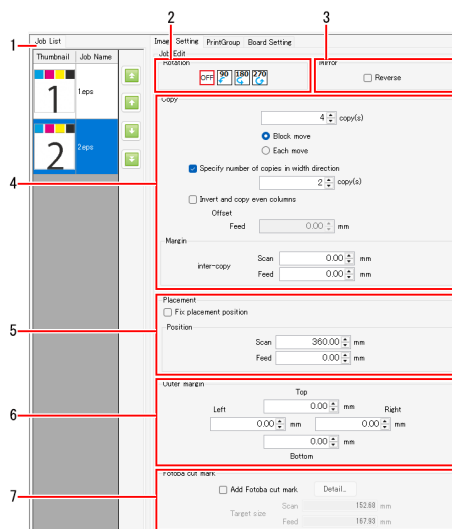 2 3
Job List Image Setting PrintGroup Board Setting
1
Thumbnail Job Name Job Edit
Rotation Mirror
OFF 90 180 270 Reverse
1 1eps
Copy
4 copy(s)
Block move
2 2eps Each move
4 Specify number of copies in width direction
2 copy(s)
Invert and copy even columns
Offset
Feed 0.00 mm
Margin
inter-copy Scan 0.00 mm
Feed 0.00 mm
Placement
Fix placement position
5 Position
Scan 360.00 mm
Feed 0.00 mm
Outer margin
Top
Left 0.00 mm Right
6 0.00 mm 0.00 mm
0.00 mm
Bottom
Fotoba cut mark
7 Add Fotoba cut mark Detail...
Target size Scan 152.68 mm
Feed 167.93 mm